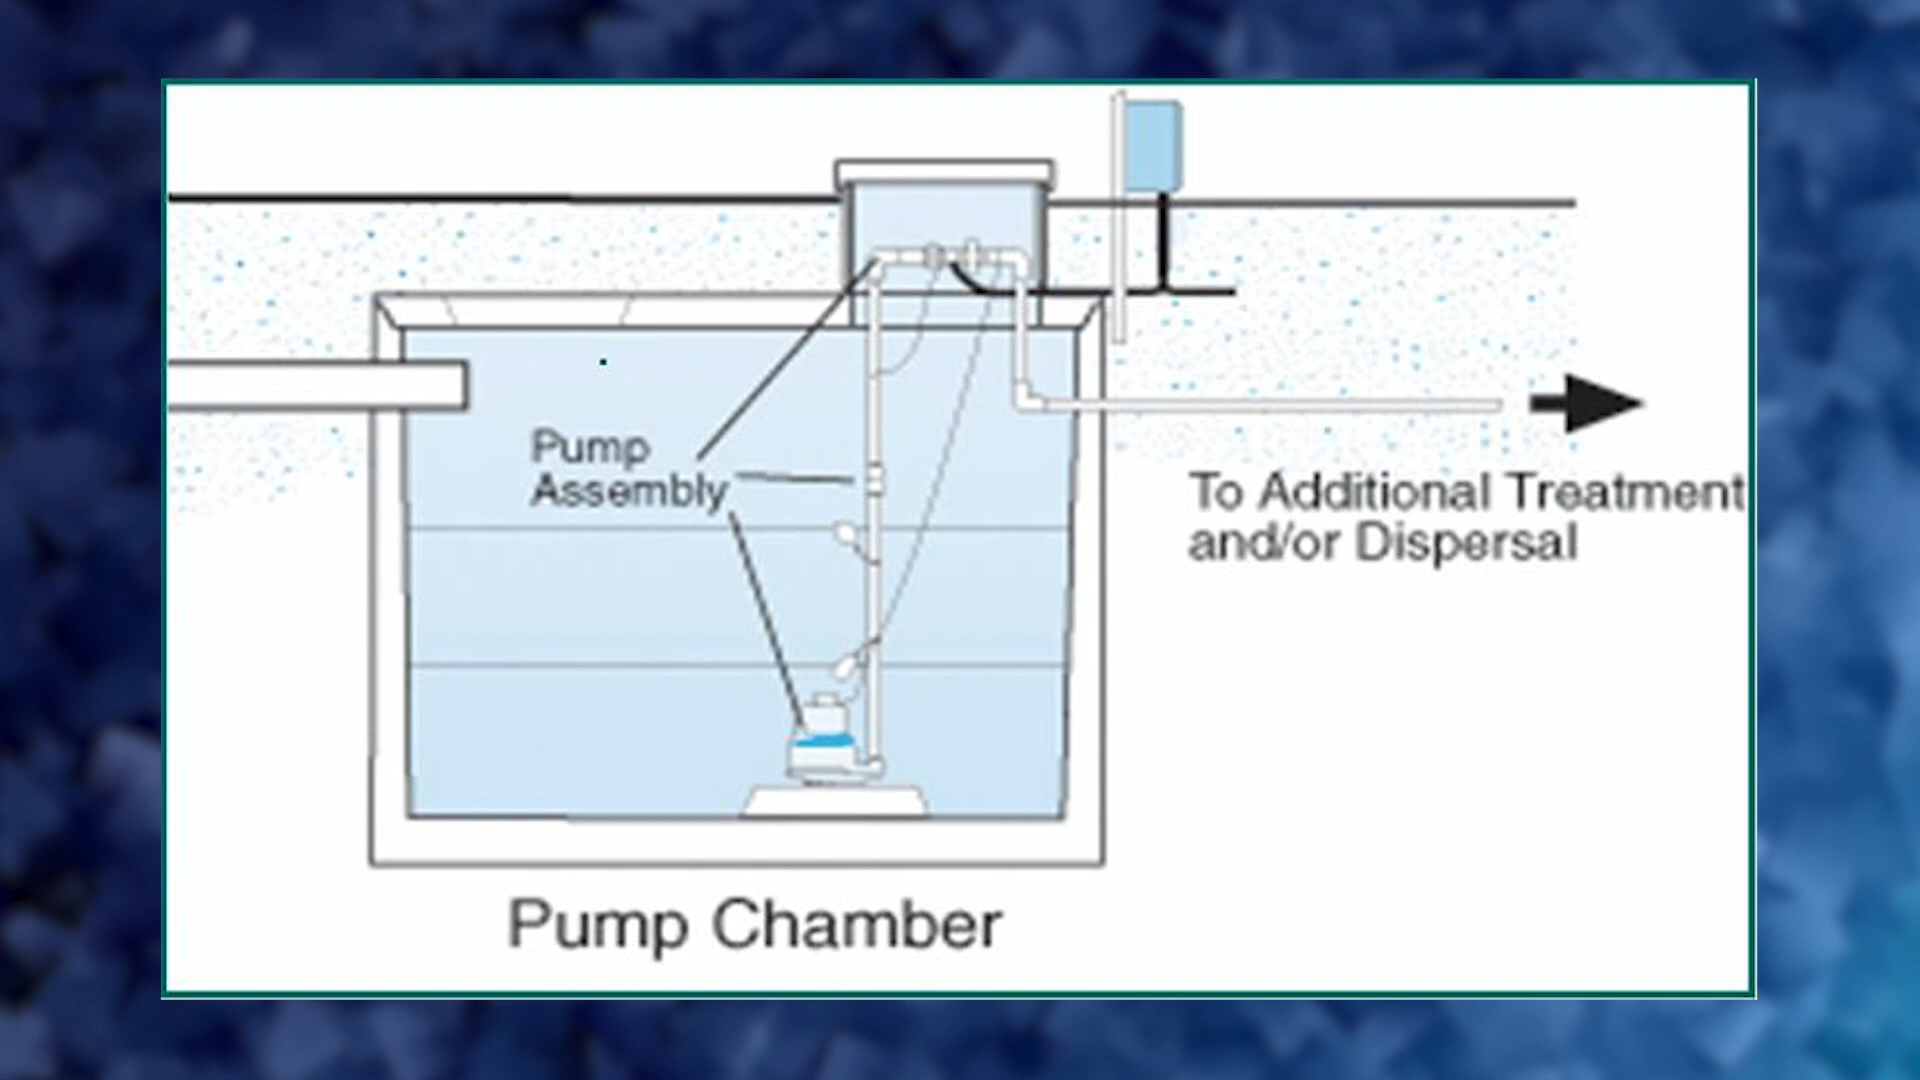 Pump
Assembly
To Additional Treatment
and/or Dispersal
Pump Chamber